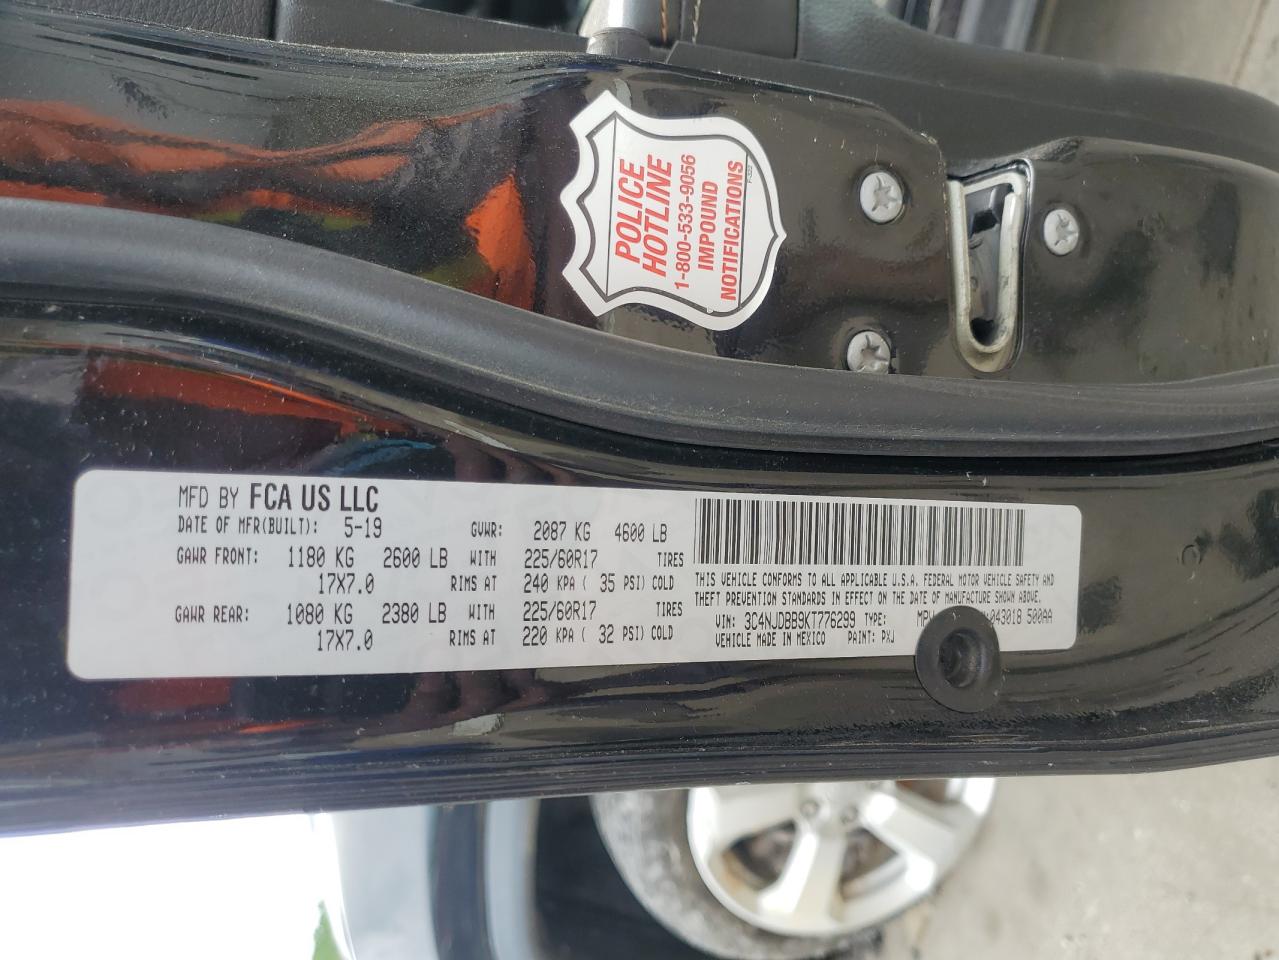 POLICE
HOTLINE
1-800-533-9056
IMPOUND
NOTIFICATIONS
MFD BY FCA US LLC
DATE OF MFR(BUILT): 5-19 GVWR: 2087 KG 4600 LB
GAWR FRONT: 1180 KG 2600 LB WITH 225/60R17 TIRES
17X7.0 RIMS AT 240 KPA ( 35 PSI) COLD
GAWR REAR: 1080 KG 2380 LB WITH 225/60R17 TIRES
17X7.0 RIMS AT 220 KPA ( 32 PSI) COLD
THIS VEHICLE CONFORMS TO ALL APPLICABLE U.S.A. FEDERAL MOTOR VEHICLE SAFETY AND
THEFT PREVENTION STANDARDS IN EFFECT ON THE DATE OF MANUFACTURE SHOWN ABOVE.
VIN: 3C4NJDBB9KT776299 TYPE: MPV 043018 500AA
VEHICLE MADE IN MEXICO PAINT: PXJ